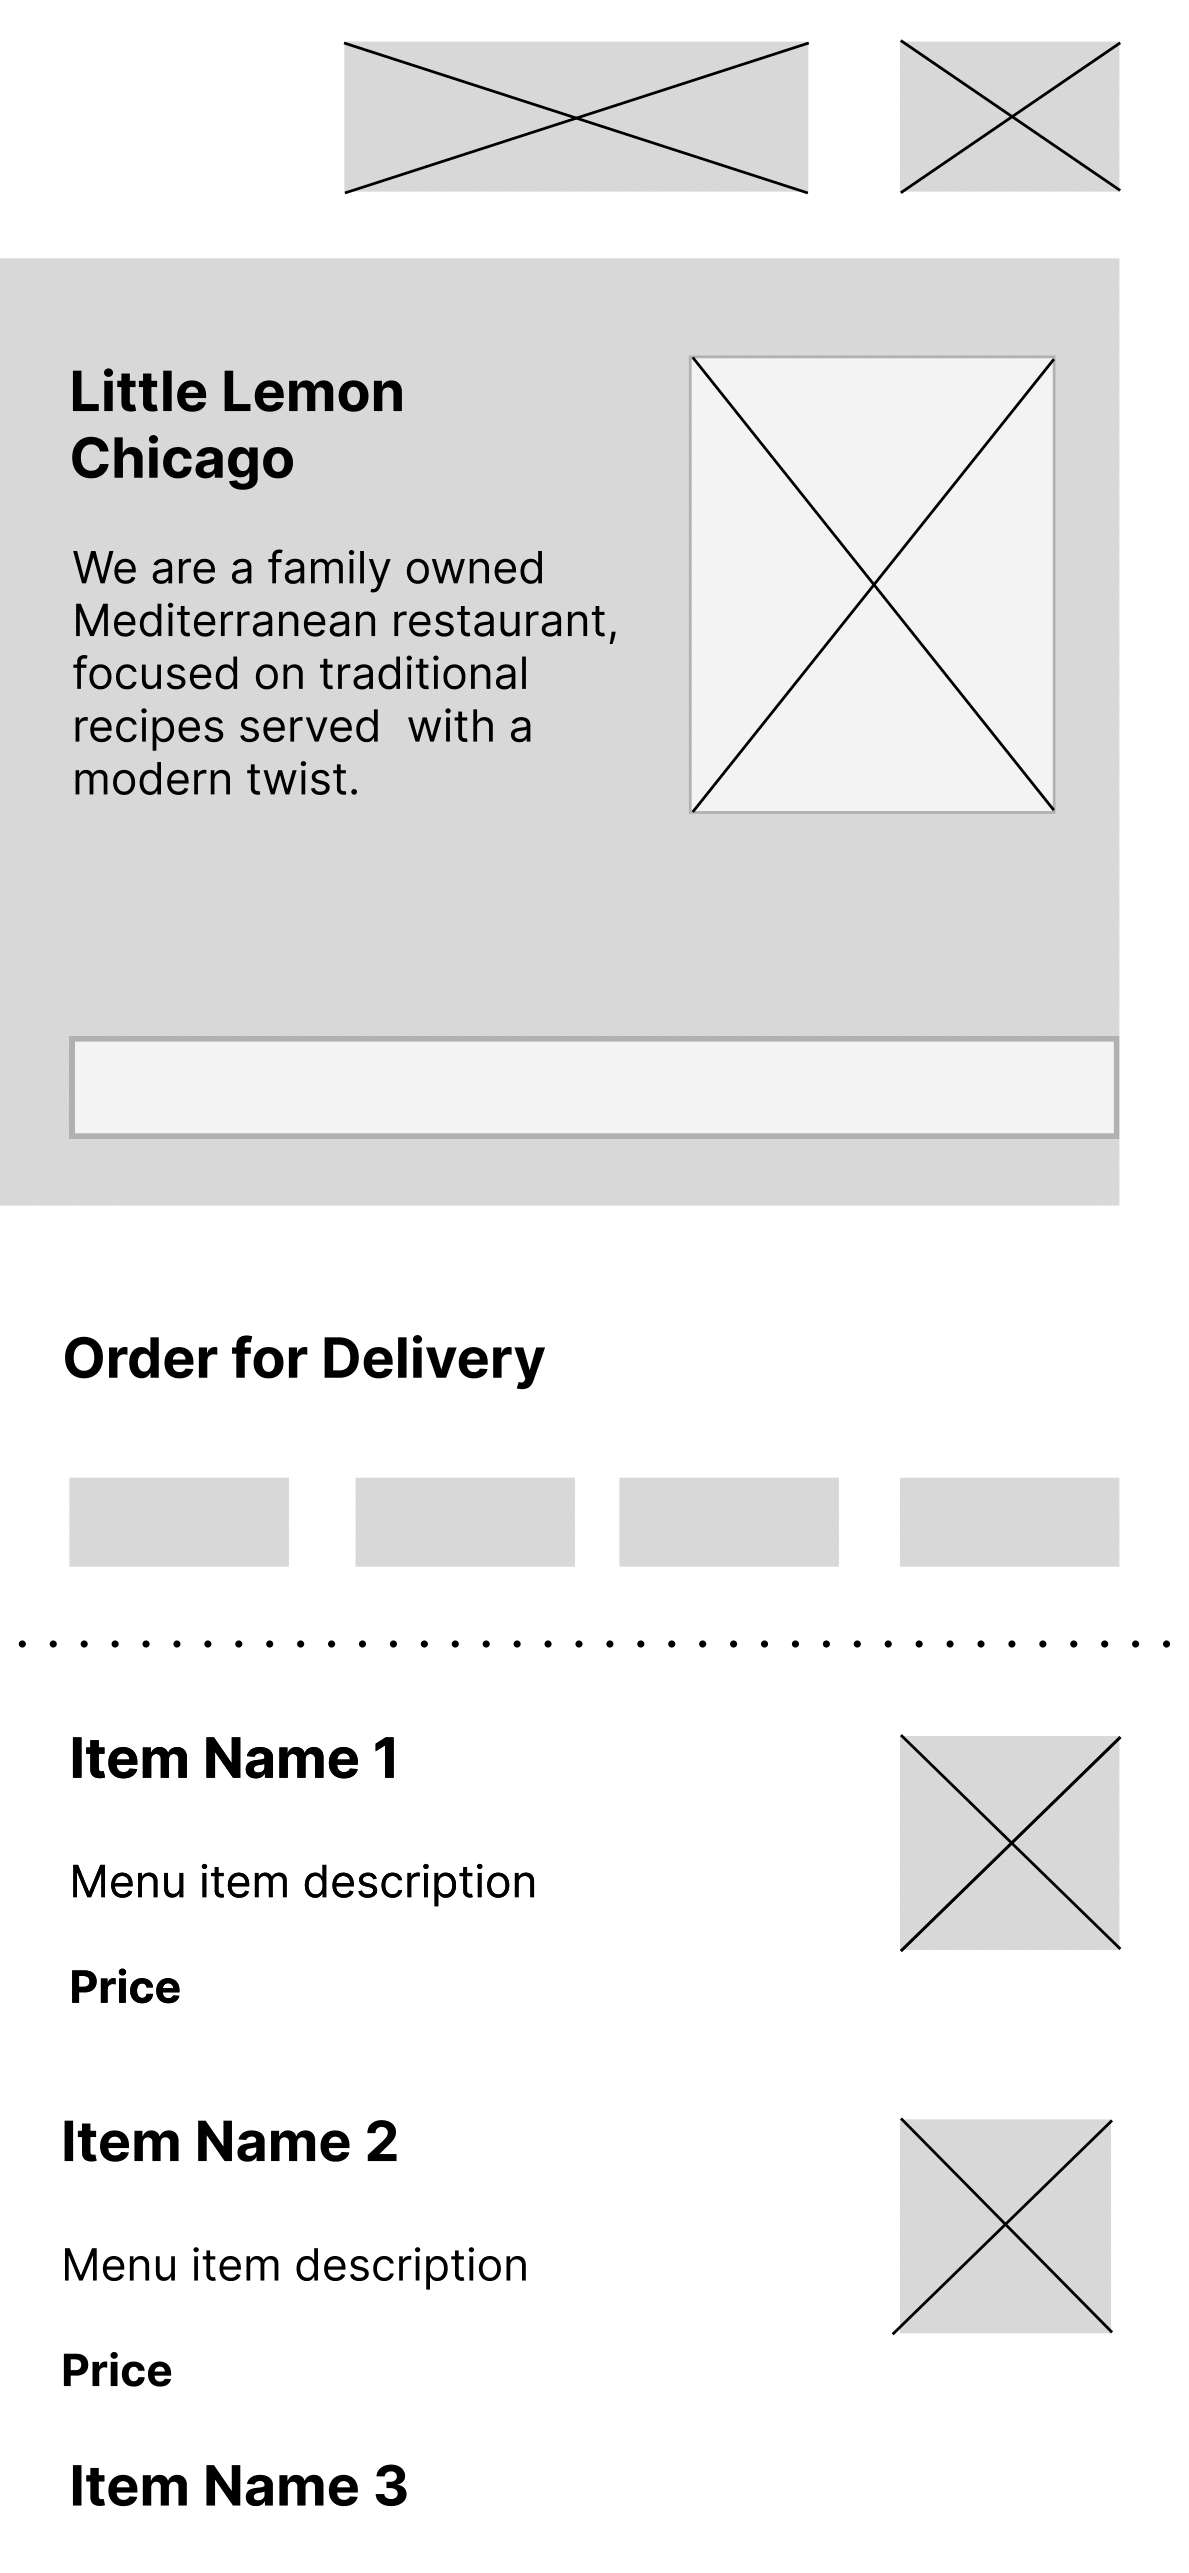 Little Lemon
Chicago
We are a family owned
Mediterranean restaurant,
focused on traditional
recipes served  with a
modern twist.
Order for Delivery
Item Name 1
Menu item description
Price
Item Name 2
Menu item description
Price
Item Name 3